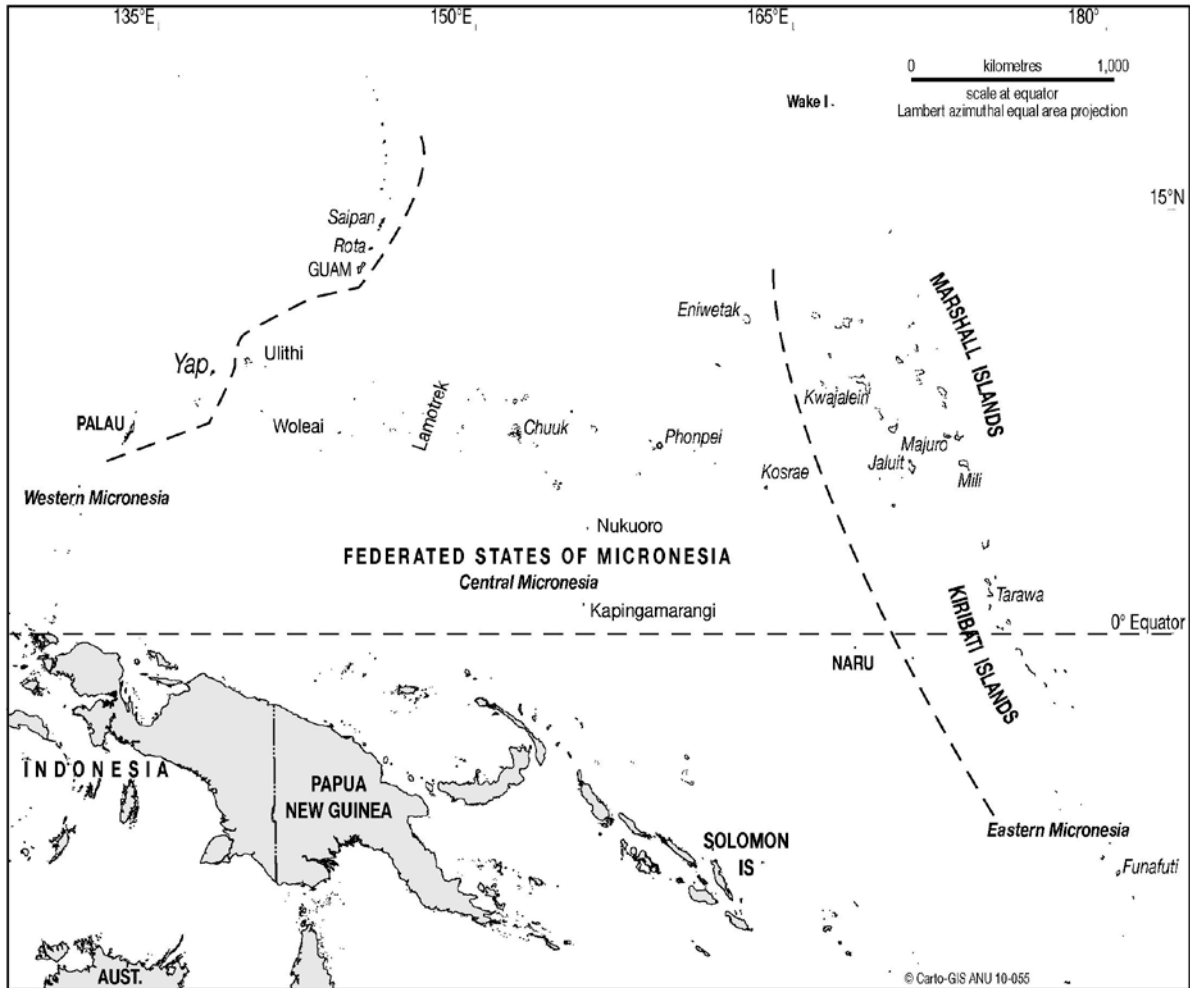 135°E
150°E
165°E
180°
0 kilometres 1,000
scale at equator
Lambert azimuthal equal area projection
Wake I
15°N
Saipan
Rota
GUAM
MARSHALL ISLANDS
Eniwetak
Yap
Ulithi
Kwajalein
Lamotrek
PALAU
Woleai
Chuuk
Phonpei
Majuro
Jaluit
Kosrae
Mili
Western Micronesia
Nukuoro
FEDERATED STATES OF MICRONESIA
Central Micronesia
Tarawa
Kapingamarangi
KIRIBATI ISLANDS
0° Equator
NARU
INDONESIA
PAPUA
NEW GUINEA
Eastern Micronesia
SOLOMON
IS
Funafuti
AUST.
© Carto-GIS ANU 10-055